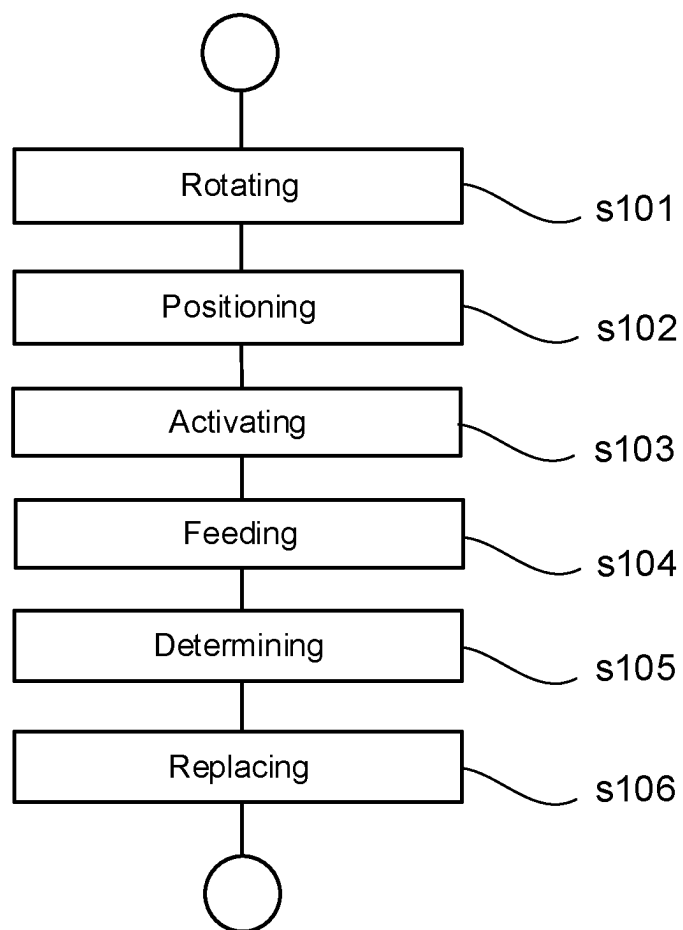 Rotating
s101
Positioning
s102
Activating
s103
Feeding
s104
Determining
s105
Replacing
s106